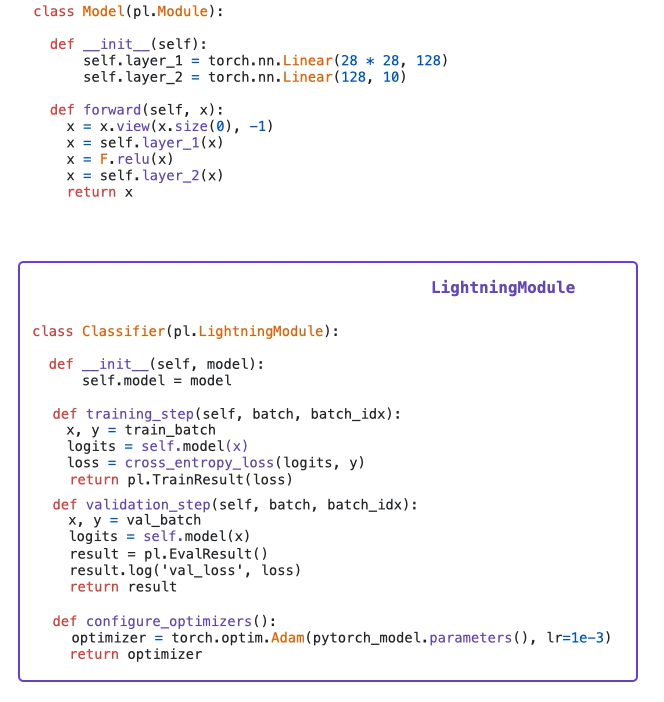 class Model(pl.Module):
def __init__(self):
self.layer_1 = torch.nn.Linear(28 * 28, 128)
self.layer_2 = torch.nn.Linear(128, 10)
def forward(self, x):
x = x.view(x.size(0), -1)
x = self.layer_1(x)
x = F.relu(x)
x = self.layer_2(x)
return x
LightningModule
class Classifier(pl.LightningModule):
def __init__(self, model):
self.model = model
def training_step(self, batch, batch_idx):
x, y = train_batch
logits = self.model(x)
loss = cross_entropy_loss(logits, y)
return pl.TrainResult(loss)
def validation_step(self, batch, batch_idx):
x, y = val_batch
logits = self.model(x)
result = pl.EvalResult()
result.log('val_loss', loss)
return result
def configure_optimizers():
optimizer = torch.optim.Adam(pytorch_model.parameters(), lr=1e-3)
return optimizer